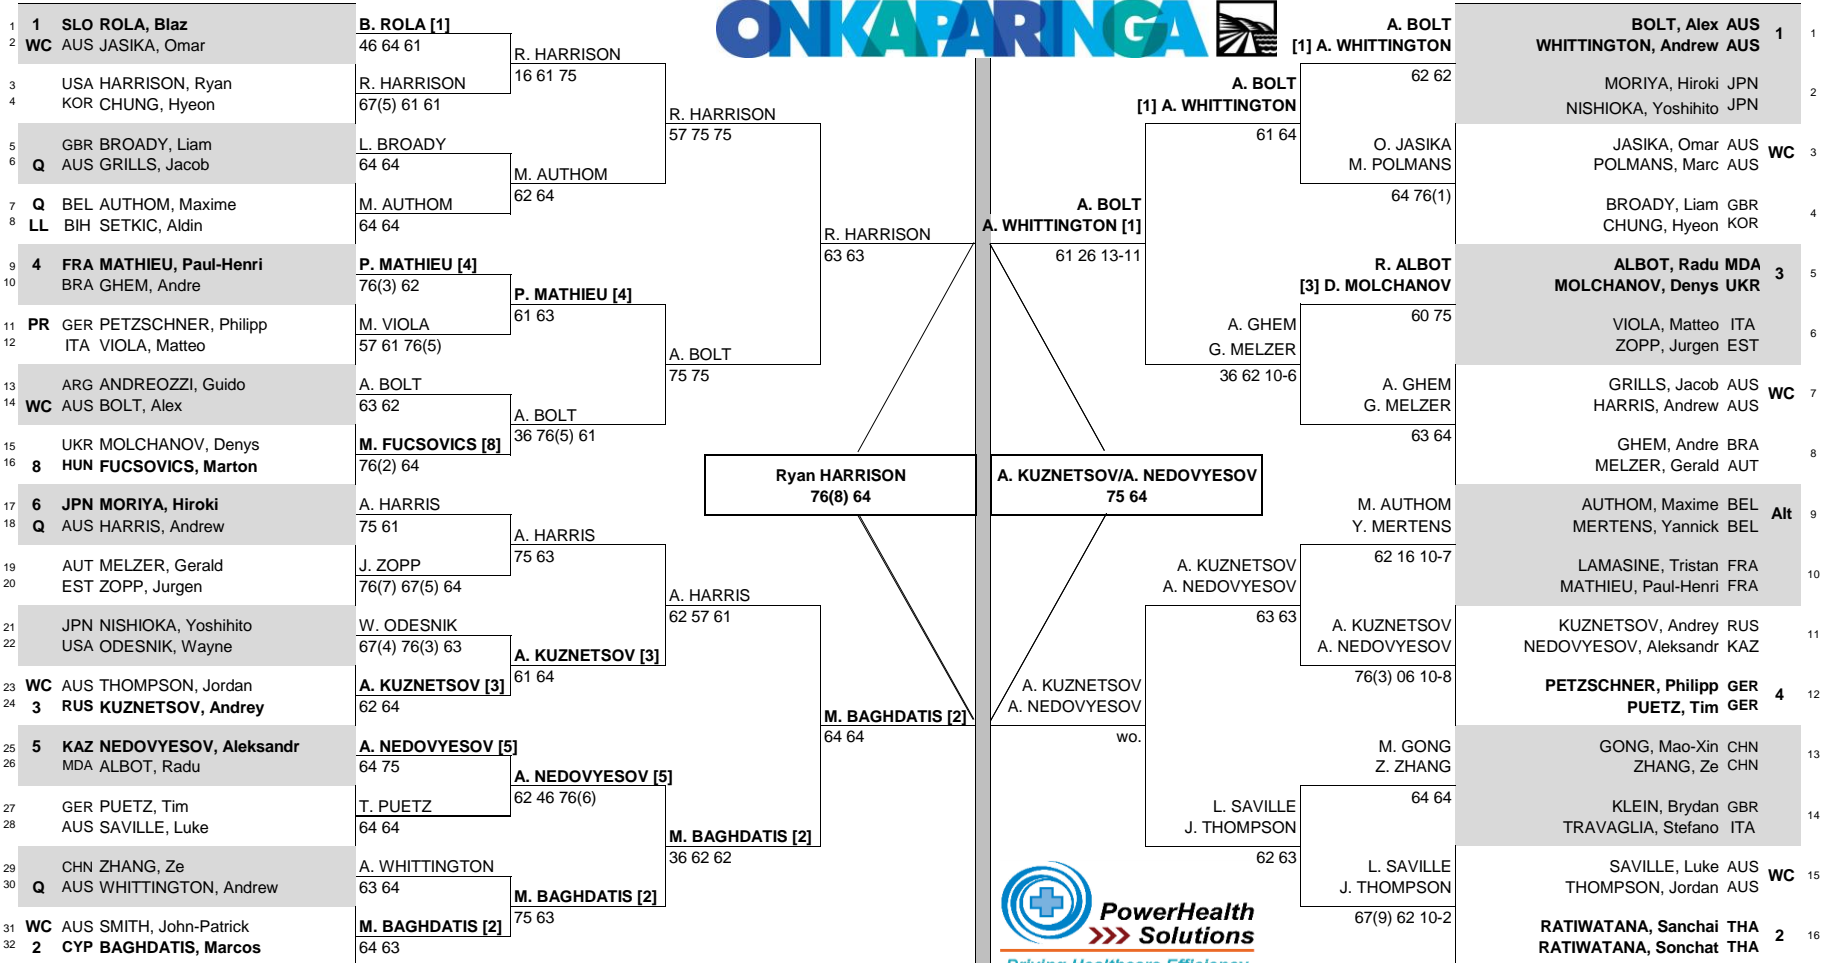 ONKAPARINGA
1 1 SLO ROLA, Blaz
2 WC AUS JASIKA, Omar
3 USA HARRISON, Ryan
4 KOR CHUNG, Hyeon
5 GBR BROADY, Liam
6 Q AUS GRILLS, Jacob
7 Q BEL AUTHOM, Maxime
8 LL BIH SETKIC, Aldin
9 4 FRA MATHIEU, Paul-Henri
10 BRA GHEM, Andre
11 PR GER PETZSCHNER, Philipp
12 ITA VIOLA, Matteo
13 ARG ANDREOZZI, Guido
14 WC AUS BOLT, Alex
15 UKR MOLCHANOV, Denys
16 8 HUN FUCSOVICS, Marton
17 6 JPN MORIYA, Hiroki
18 Q AUS HARRIS, Andrew
19 AUT MELZER, Gerald
20 EST ZOPP, Jurgen
21 JPN NISHIOKA, Yoshihito
22 USA ODESNIK, Wayne
23 WC AUS THOMPSON, Jordan
24 3 RUS KUZNETSOV, Andrey
25 5 KAZ NEDOVYESOV, Aleksandr
26 MDA ALBOT, Radu
27 GER PUETZ, Tim
28 AUS SAVILLE, Luke
29 CHN ZHANG, Ze
30 Q AUS WHITTINGTON, Andrew
31 WC AUS SMITH, John-Patrick
32 2 CYP BAGHDATIS, Marcos
B. ROLA [1]
46 64 61
R. HARRISON
67(5) 61 61
L. BROADY
64 64
M. AUTHOM
64 64
P. MATHIEU [4]
76(3) 62
M. VIOLA
57 61 76(5)
A. BOLT
63 62
M. FUCSOVICS [8]
76(2) 64
A. HARRIS
75 61
J. ZOPP
76(7) 67(5) 64
W. ODESNIK
67(4) 76(3) 63
A. KUZNETSOV [3]
62 64
A. NEDOVYESOV [5]
64 75
T. PUETZ
64 64
A. WHITTINGTON
63 64
M. BAGHDATIS [2]
64 63
R. HARRISON
16 61 75
M. AUTHOM
62 64
P. MATHIEU [4]
61 63
A. BOLT
36 76(5) 61
A. HARRIS
75 63
A. KUZNETSOV [3]
61 64
A. NEDOVYESOV [5]
62 46 76(6)
M. BAGHDATIS [2]
75 63
R. HARRISON
57 75 75
A. BOLT
75 75
A. HARRIS
62 57 61
M. BAGHDATIS [2]
36 62 62
R. HARRISON
63 63
M. BAGHDATIS [2]
64 64
Ryan HARRISON
76(8) 64
A. KUZNETSOV/A. NEDOVYESOV
75 64
A. BOLT
A. WHITTINGTON [1]
61 26 13-11
A. KUZNETSOV
A. NEDOVYESOV
wo.
A. BOLT
[1] A. WHITTINGTON
61 64
A. GHEM
G. MELZER
36 62 10-6
A. KUZNETSOV
A. NEDOVYESOV
63 63
L. SAVILLE
J. THOMPSON
62 63
A. BOLT
[1] A. WHITTINGTON
62 62
O. JASIKA
M. POLMANS
64 76(1)
R. ALBOT
[3] D. MOLCHANOV
60 75
A. GHEM
G. MELZER
63 64
M. AUTHOM
Y. MERTENS
62 16 10-7
A. KUZNETSOV
A. NEDOVYESOV
76(3) 06 10-8
M. GONG
Z. ZHANG
64 64
L. SAVILLE
J. THOMPSON
67(9) 62 10-2
BOLT, Alex AUS
WHITTINGTON, Andrew AUS 1 1
MORIYA, Hiroki JPN
NISHIOKA, Yoshihito JPN 2
JASIKA, Omar AUS
POLMANS, Marc AUS WC 3
BROADY, Liam GBR
CHUNG, Hyeon KOR 4
ALBOT, Radu MDA
MOLCHANOV, Denys UKR 3 5
VIOLA, Matteo ITA
ZOPP, Jurgen EST 6
GRILLS, Jacob AUS
HARRIS, Andrew AUS WC 7
GHEM, Andre BRA
MELZER, Gerald AUT 8
AUTHOM, Maxime BEL
MERTENS, Yannick BEL Alt 9
LAMASINE, Tristan FRA
MATHIEU, Paul-Henri FRA 10
KUZNETSOV, Andrey RUS
NEDOVYESOV, Aleksandr KAZ 11
PETZSCHNER, Philipp GER
PUETZ, Tim GER 4 12
GONG, Mao-Xin CHN
ZHANG, Ze CHN 13
KLEIN, Brydan GBR
TRAVAGLIA, Stefano ITA 14
SAVILLE, Luke AUS
THOMPSON, Jordan AUS WC 15
RATIWATANA, Sanchai THA
RATIWATANA, Sonchat THA 2 16
PowerHealth
Solutions
Driving Healthcare Efficiency